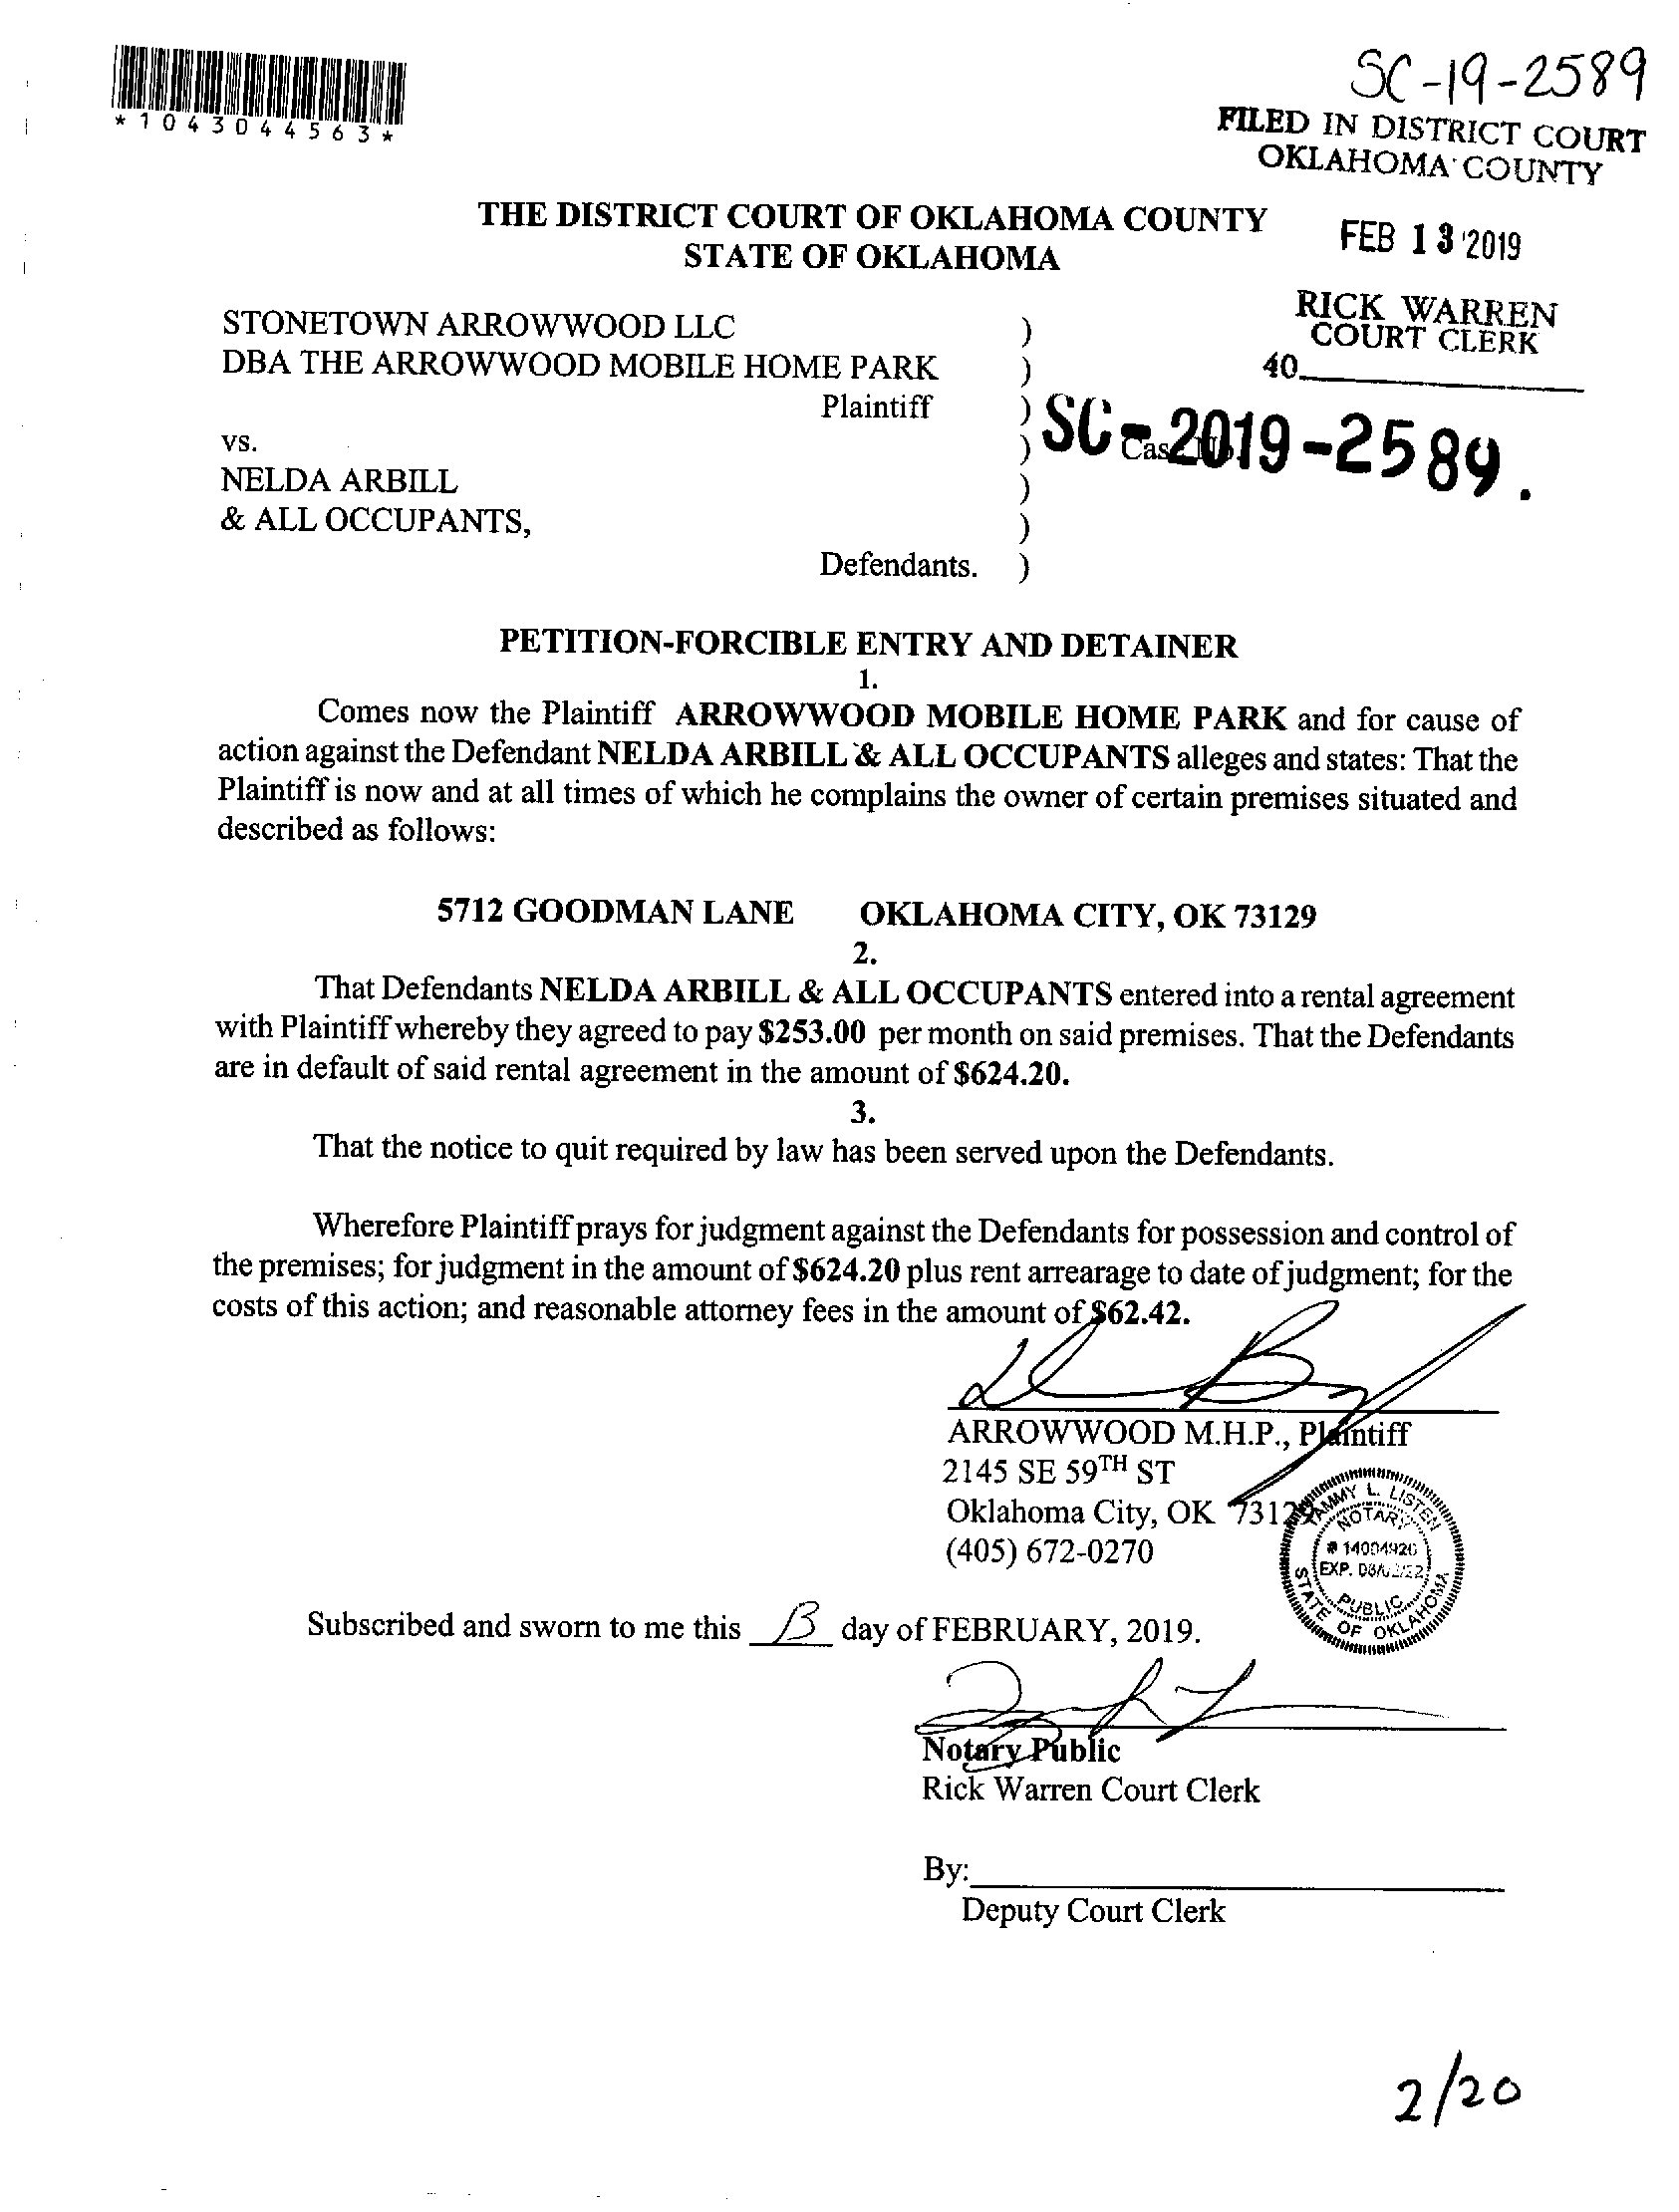 *1043044563*
SC-19-2589
FILED IN DISTRICT COURT
OKLAHOMA COUNTY
THE DISTRICT COURT OF OKLAHOMA COUNTY
STATE OF OKLAHOMA
FEB 13 2019
RICK WARREN
COURT CLERK
40
STONETOWN ARROWWOOD LLC )
DBA THE ARROWWOOD MOBILE HOME PARK )
Plaintiff )
SC-2019-2589.
vs. )
NELDA ARBILL )
& ALL OCCUPANTS, )
Defendants. )
PETITION-FORCIBLE ENTRY AND DETAINER
1.
Comes now the Plaintiff ARROWWOOD MOBILE HOME PARK and for cause of
action against the Defendant NELDA ARBILL & ALL OCCUPANTS alleges and states: That the
Plaintiff is now and at all times of which he complains the owner of certain premises situated and
described as follows:
5712 GOODMAN LANE OKLAHOMA CITY, OK 73129
2.
That Defendants NELDA ARBILL & ALL OCCUPANTS entered into a rental agreement
with Plaintiff whereby they agreed to pay $253.00 per month on said premises. That the Defendants
are in default of said rental agreement in the amount of $624.20.
3.
That the notice to quit required by law has been served upon the Defendants.
Wherefore Plaintiff prays for judgment against the Defendants for possession and control of
the premises; for judgment in the amount of $624.20 plus rent arrearage to date of judgment; for the
costs of this action; and reasonable attorney fees in the amount of $62.42.
ARROWWOOD M.H.P., Plaintiff
2145 SE 59TH ST
Oklahoma City, OK 73129
(405) 672-0270
TAMMY L. LISTEN
NOTARY
# 14004926
EXP.
PUBLIC
STATE OF OKLAHOMA
Subscribed and sworn to me this 13 day of FEBRUARY, 2019.
Notary Public
Rick Warren Court Clerk
By:
Deputy Court Clerk
2/20